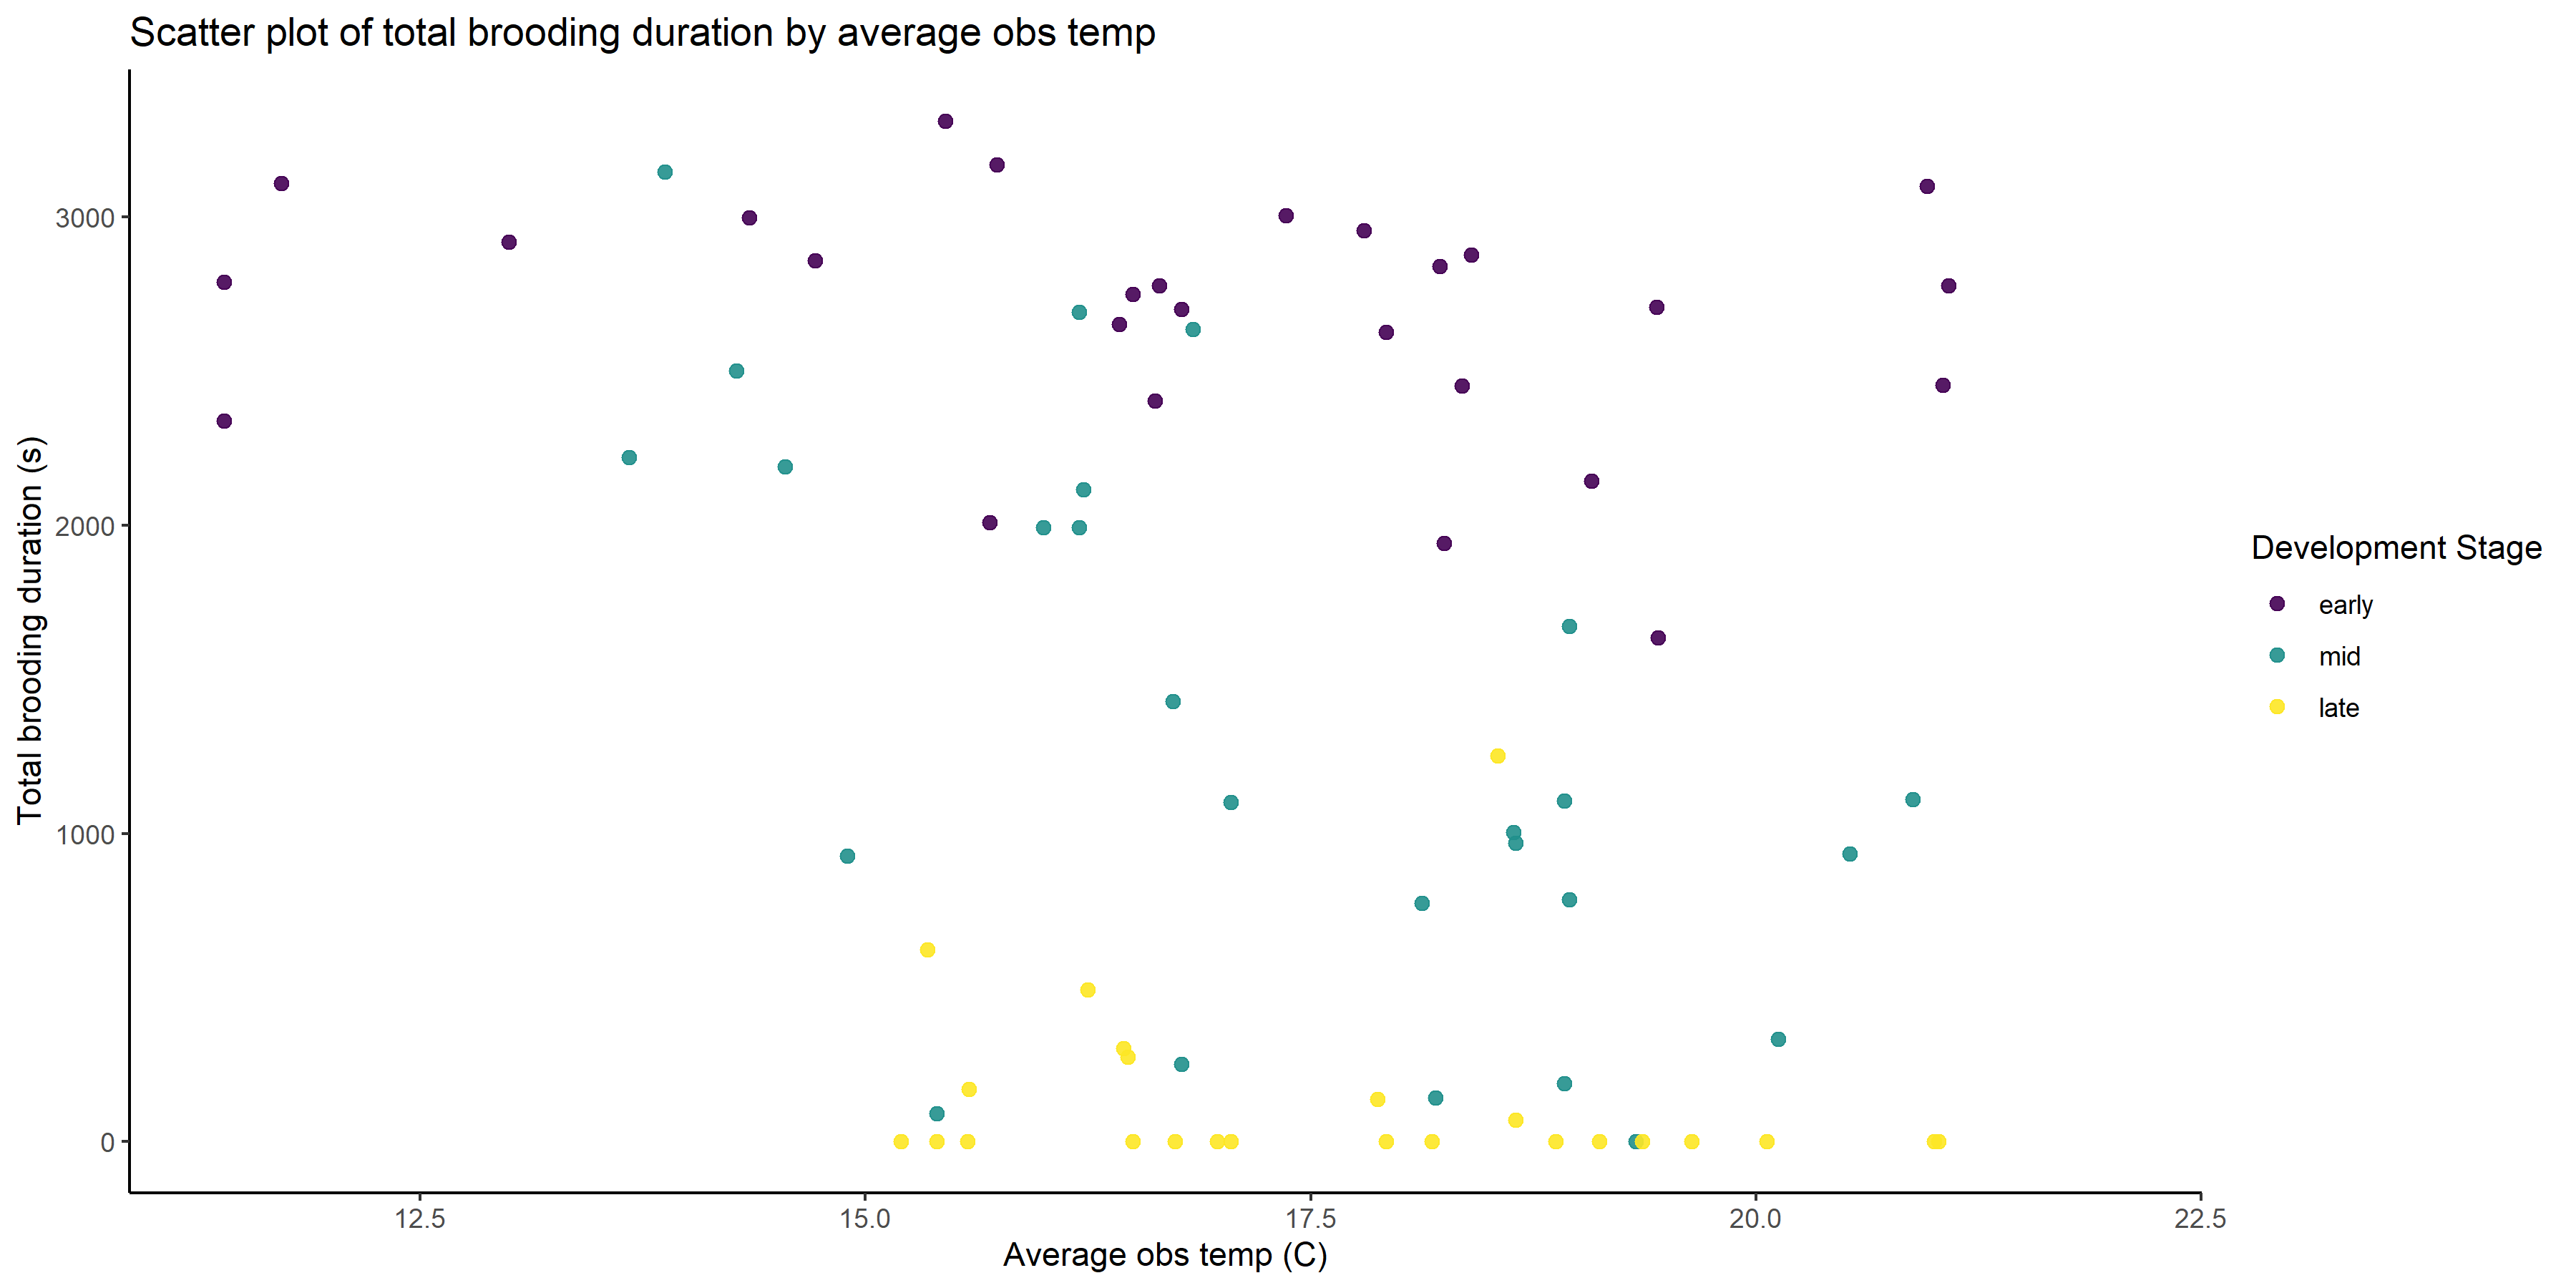 Scatter plot of total brooding duration by average obs temp
Total brooding duration (s)
3000
2000
1000
0
12.5
15.0
17.5
20.0
22.5
Average obs temp (C)
Development Stage
early
mid
late